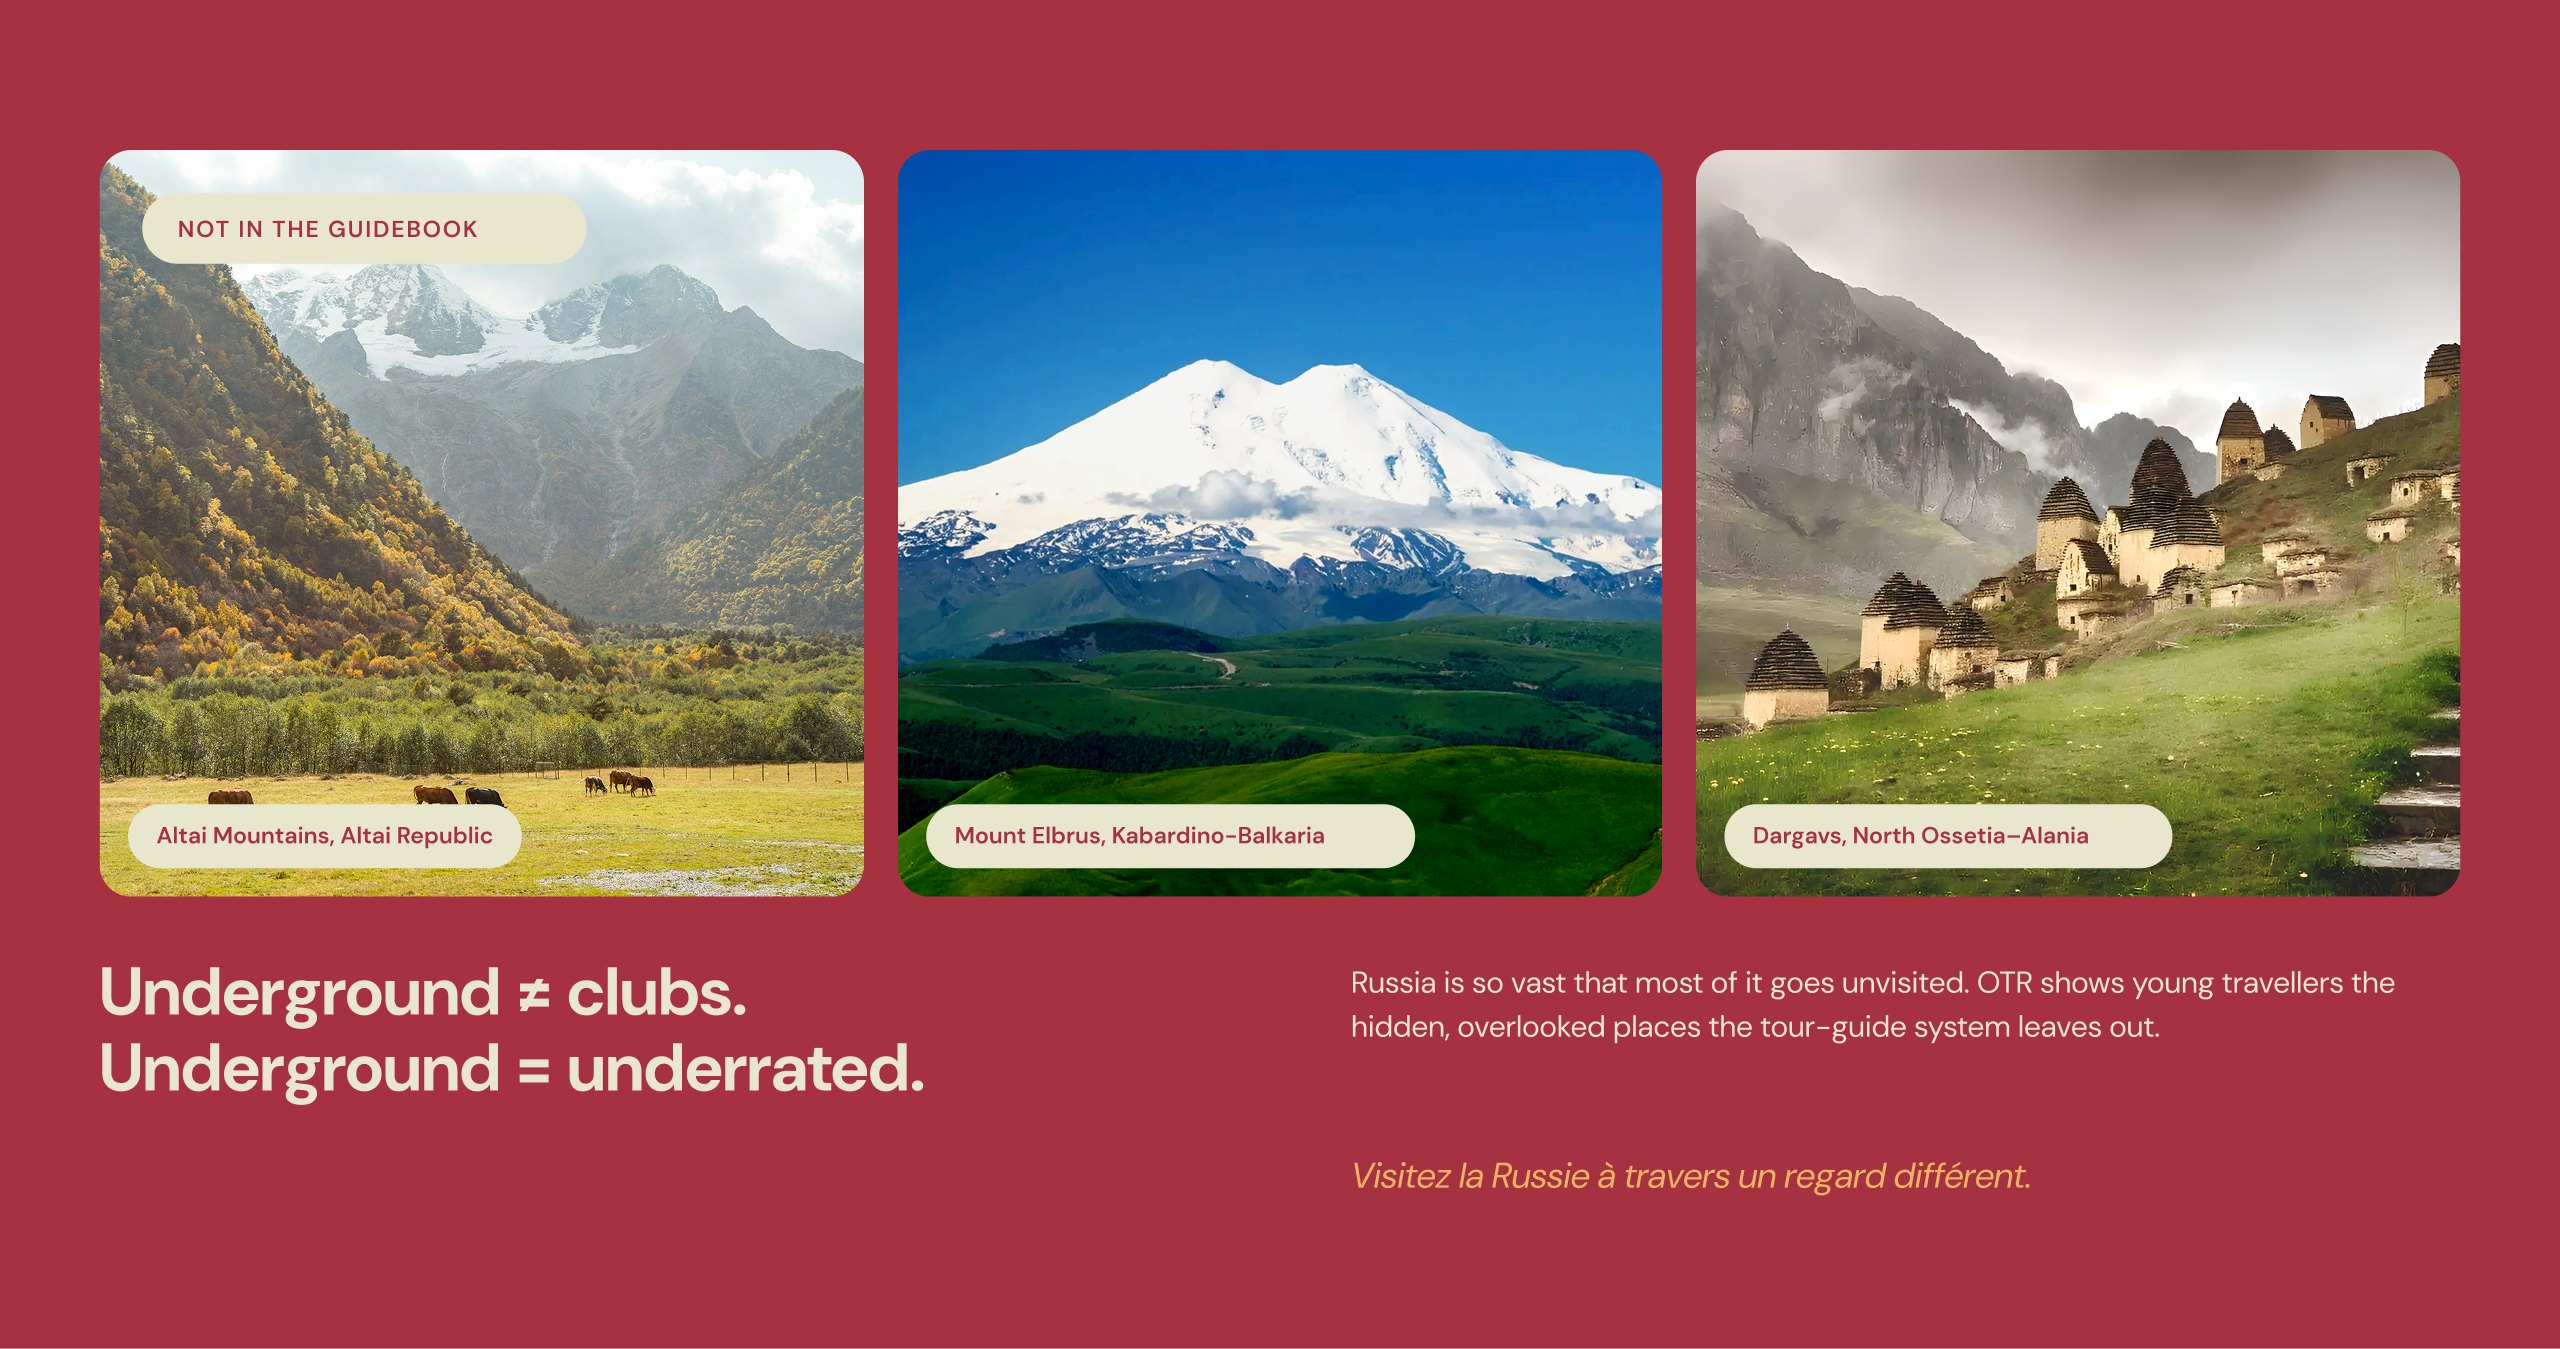 NOT IN THE GUIDEBOOK
Altai Mountains, Altai Republic
Mount Elbrus, Kabardino-Balkaria
Dargavs, North Ossetia–Alania
Underground ≠ clubs.
Underground = underrated.
Russia is so vast that most of it goes unvisited. OTR shows young travellers the
hidden, overlooked places the tour-guide system leaves out.
Visitez la Russie à travers un regard différent.